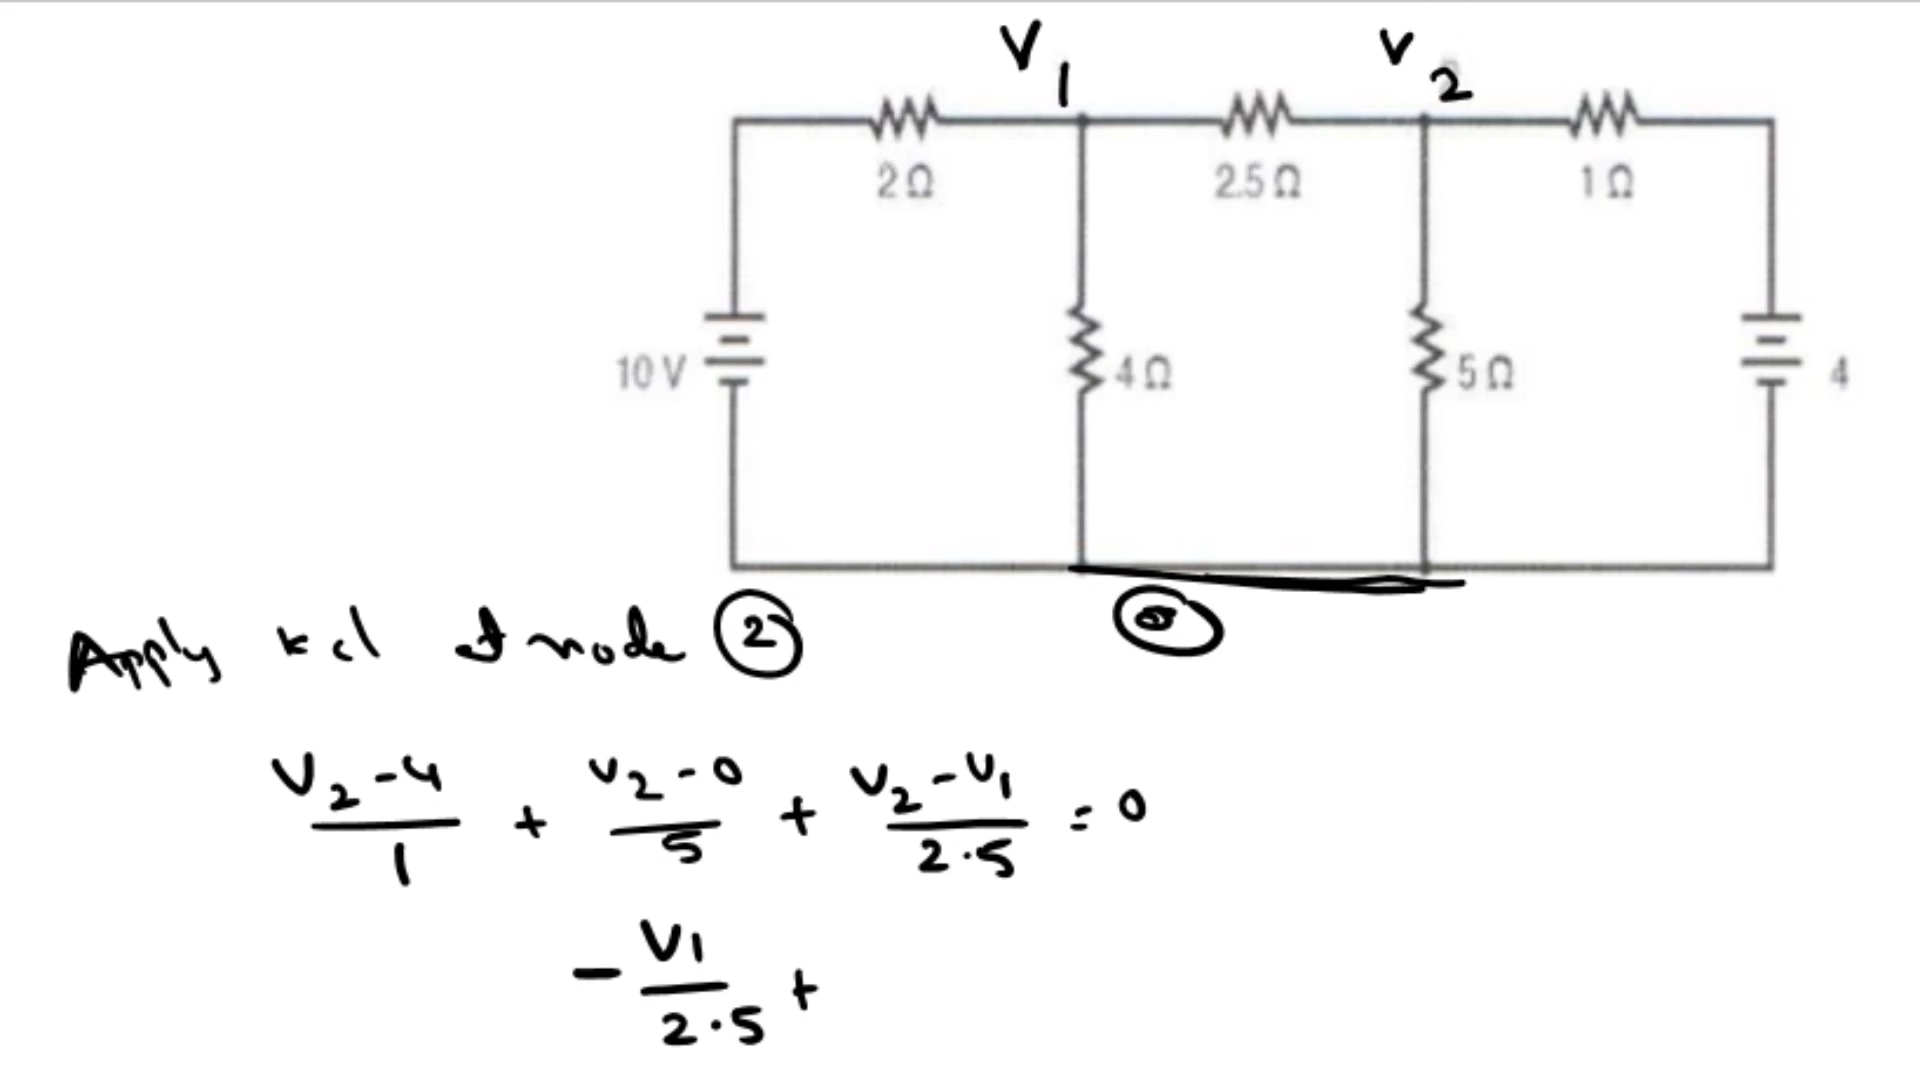 V1 V2
2Ω 2.5Ω 1Ω
10V 4Ω 5Ω 4
Apply kcl at node ②
0
V2-4/1 + V2-0/5 + V2-V1/2.5 = 0
- V1/2.5 +